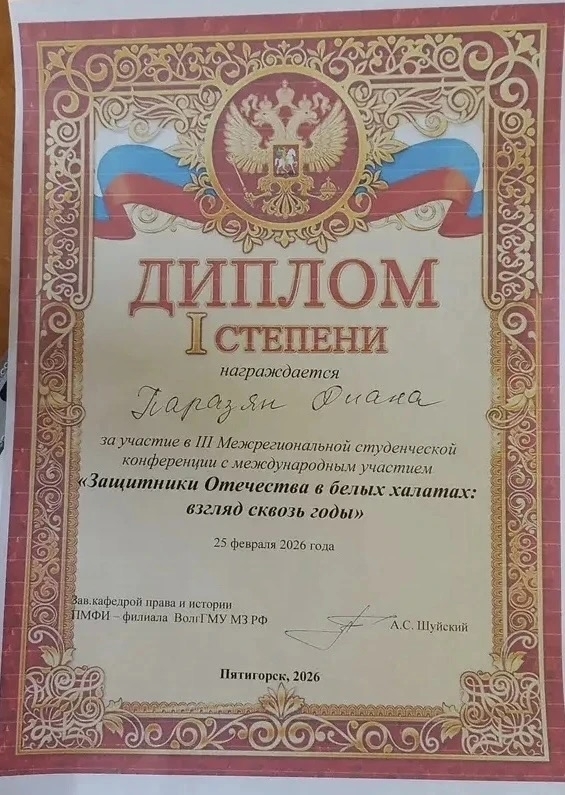 ДИПЛОМ
I СТЕПЕНИ
награждается
Паразян Диана
за участие в III Межрегиональной студенческой
конференции с международным участием
«Защитники Отечества в белых халатах:
взгляд сквозь годы»
25 февраля 2026 года
Зав.кафедрой права и истории
ПМФИ – филиала ВолгГМУ МЗ РФ
А.С. Шуйский
Пятигорск, 2026